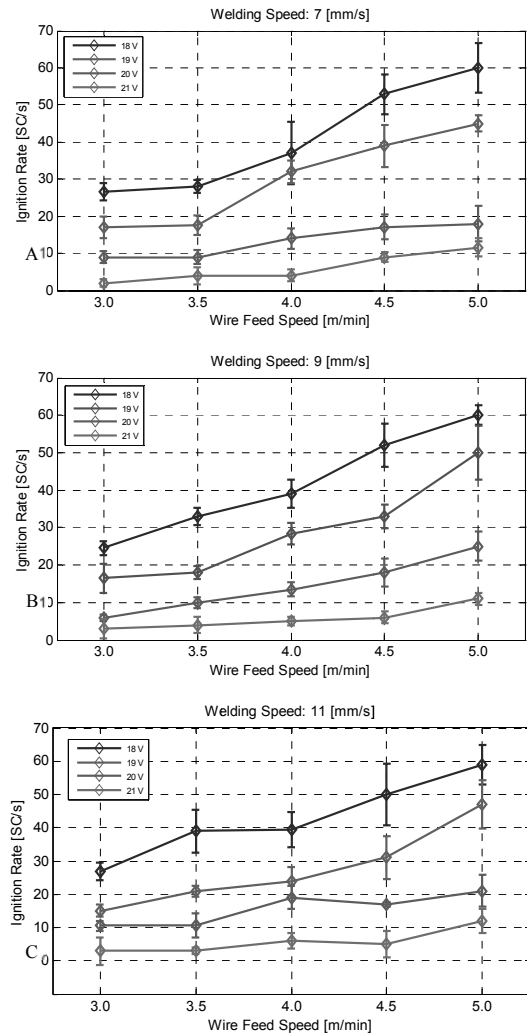 Welding Speed: 7 [mm/s]
70
60
50
40
30
20
10
0
Ignition Rate [SC/s]
18 V
19 V
20 V
21 V
A
3.0 3.5 4.0 4.5 5.0
Wire Feed Speed [m/min]
Welding Speed: 9 [mm/s]
70
60
50
40
30
20
10
0
Ignition Rate [SC/s]
18 V
19 V
20 V
21 V
B
3.0 3.5 4.0 4.5 5.0
Wire Feed Speed [m/min]
Welding Speed: 11 [mm/s]
70
60
50
40
30
20
10
0
Ignition Rate [SC/s]
18 V
19 V
20 V
21 V
C
3.0 3.5 4.0 4.5 5.0
Wire Feed Speed [m/min]